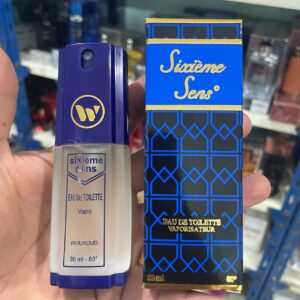 W
sixième
sens
EAU DE TOILETTE
Vapo
WOUROUD
30 ml - 80°
Sixième
Sens
EAU DE TOILETTE
VAPORISATEUR
80°